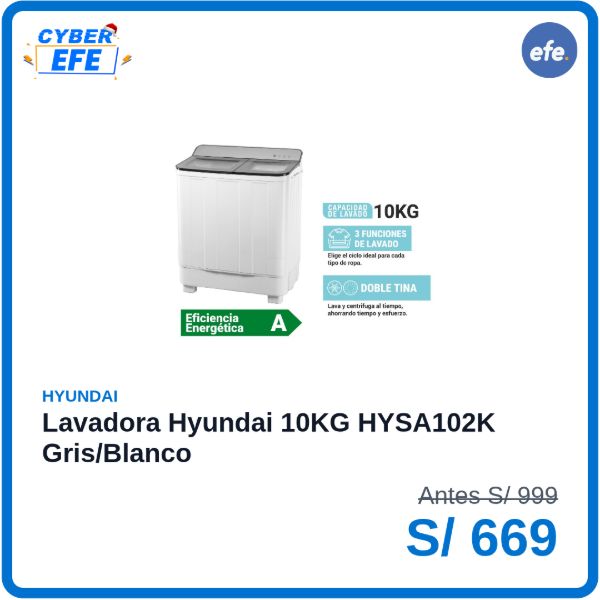 CYBER
EFE
efe.
CAPACIDAD
DE LAVADO
10KG
3 FUNCIONES
DE LAVADO
Elige el ciclo ideal para cada
tipo de ropa.
DOBLE TINA
Lava y centrifuga al tiempo,
ahorrando tiempo y esfuerzo.
Eficiencia
Energética
A
HYUNDAI
Lavadora Hyundai 10KG HYSA102K
Gris/Blanco
Antes S/ 999
S/ 669